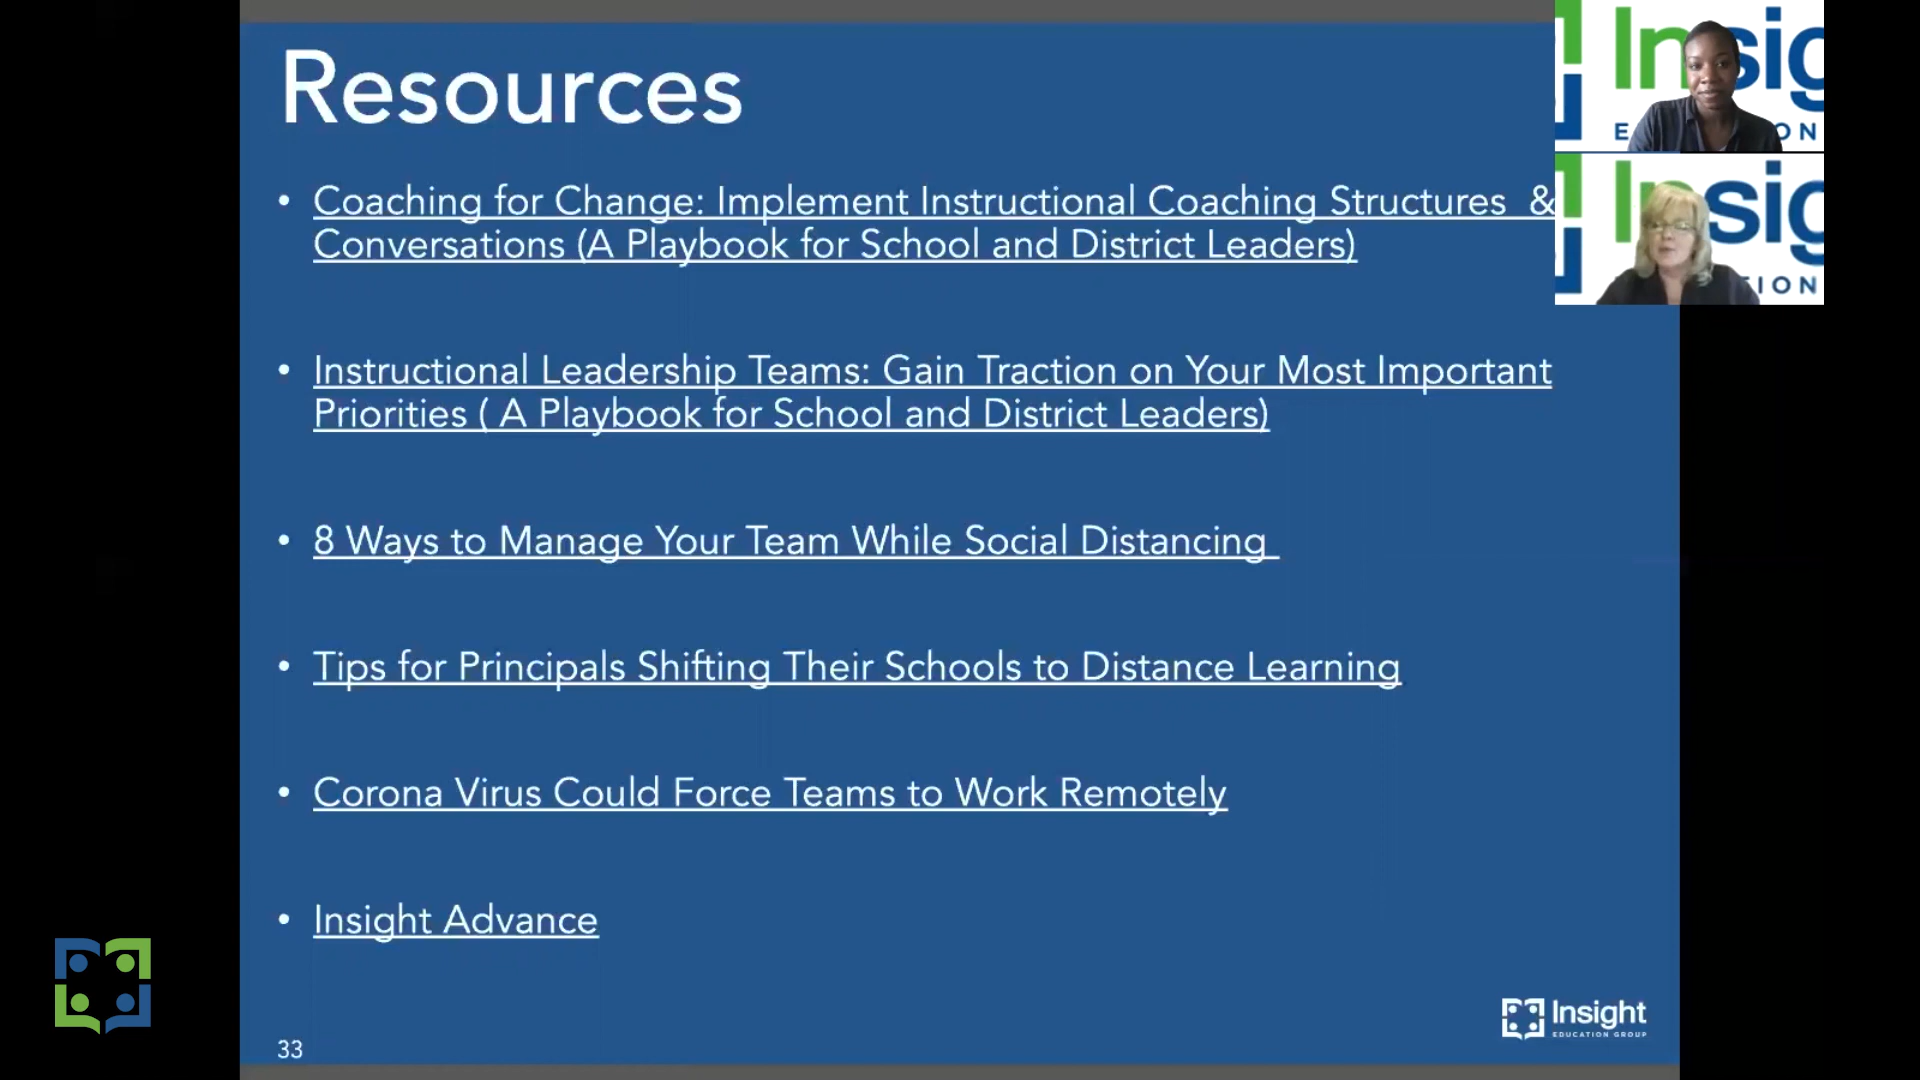 Resources
• Coaching for Change: Implement Instructional Coaching Structures &
Conversations (A Playbook for School and District Leaders)
• Instructional Leadership Teams: Gain Traction on Your Most Important
Priorities ( A Playbook for School and District Leaders)
• 8 Ways to Manage Your Team While Social Distancing
• Tips for Principals Shifting Their Schools to Distance Learning
• Corona Virus Could Force Teams to Work Remotely
• Insight Advance
33
Insight
EDUCATION GROUP